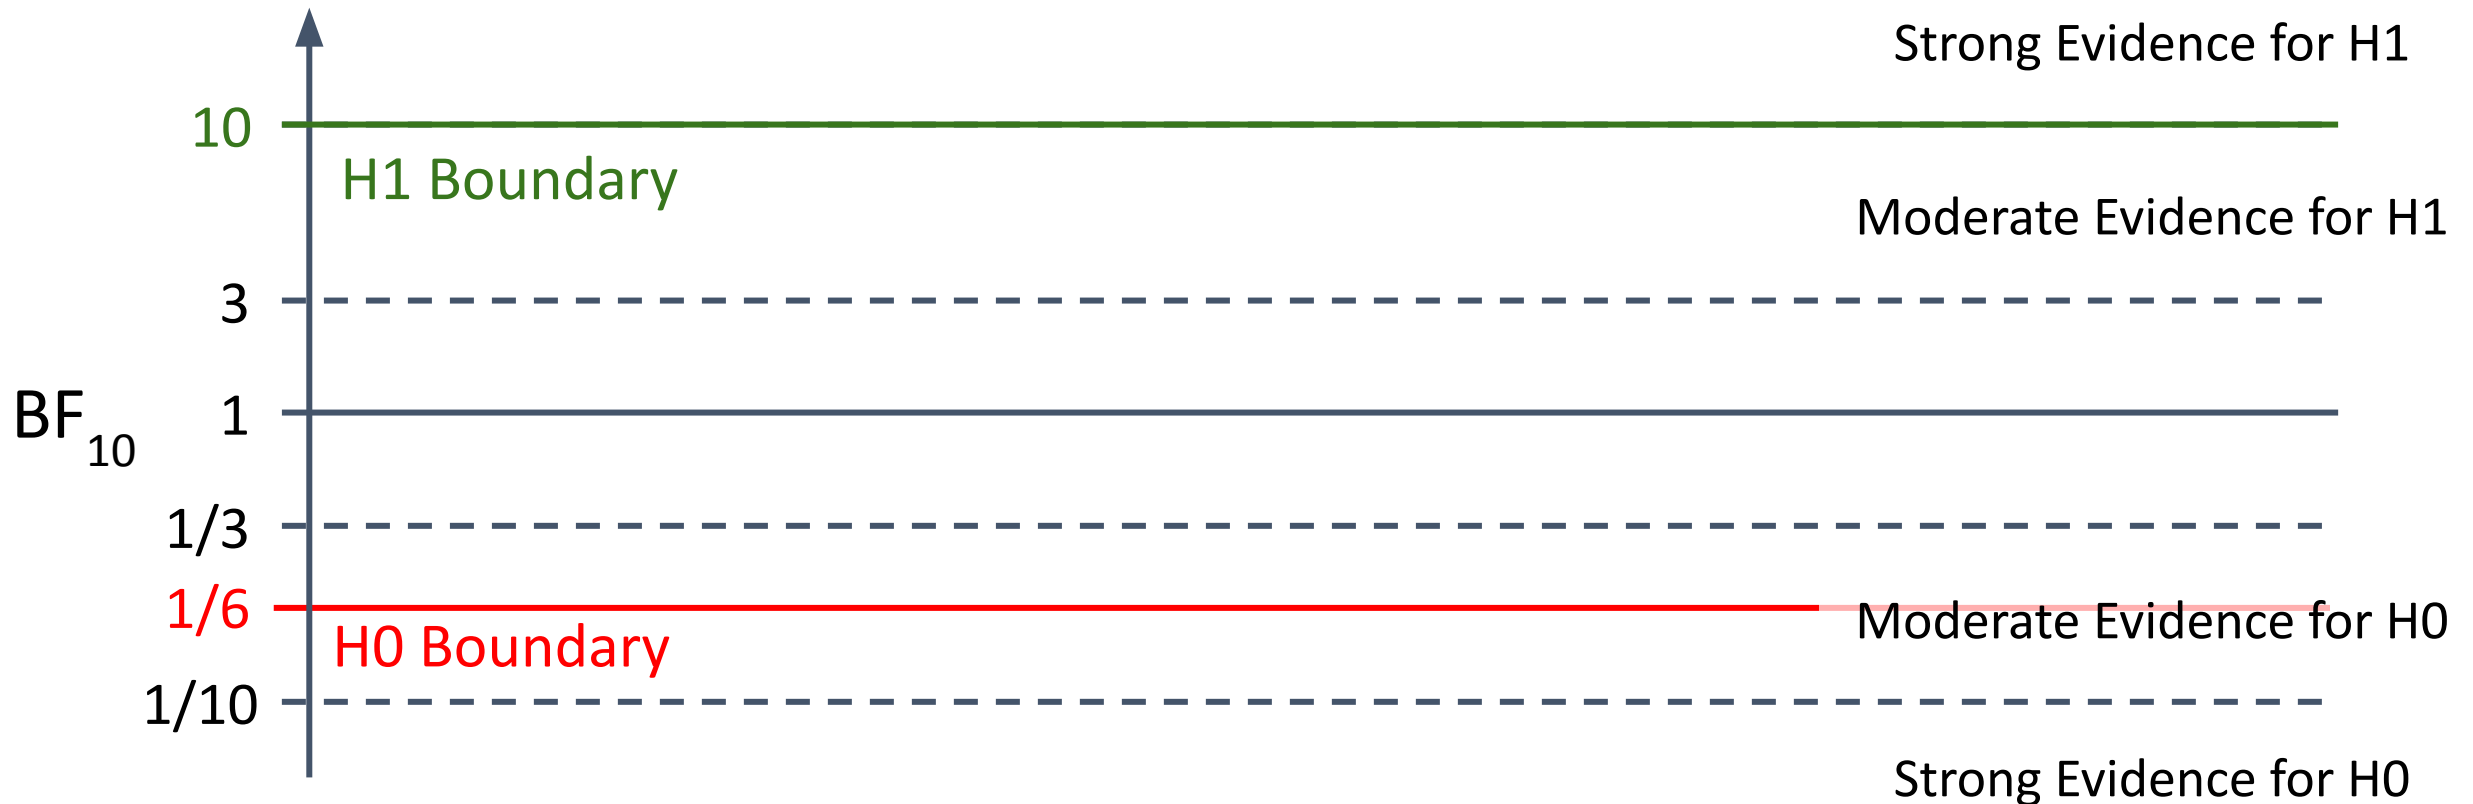 Strong Evidence for H1
10
H1 Boundary
Moderate Evidence for H1
3
BF10
1
1/3
1/6
H0 Boundary
Moderate Evidence for H0
1/10
Strong Evidence for H0